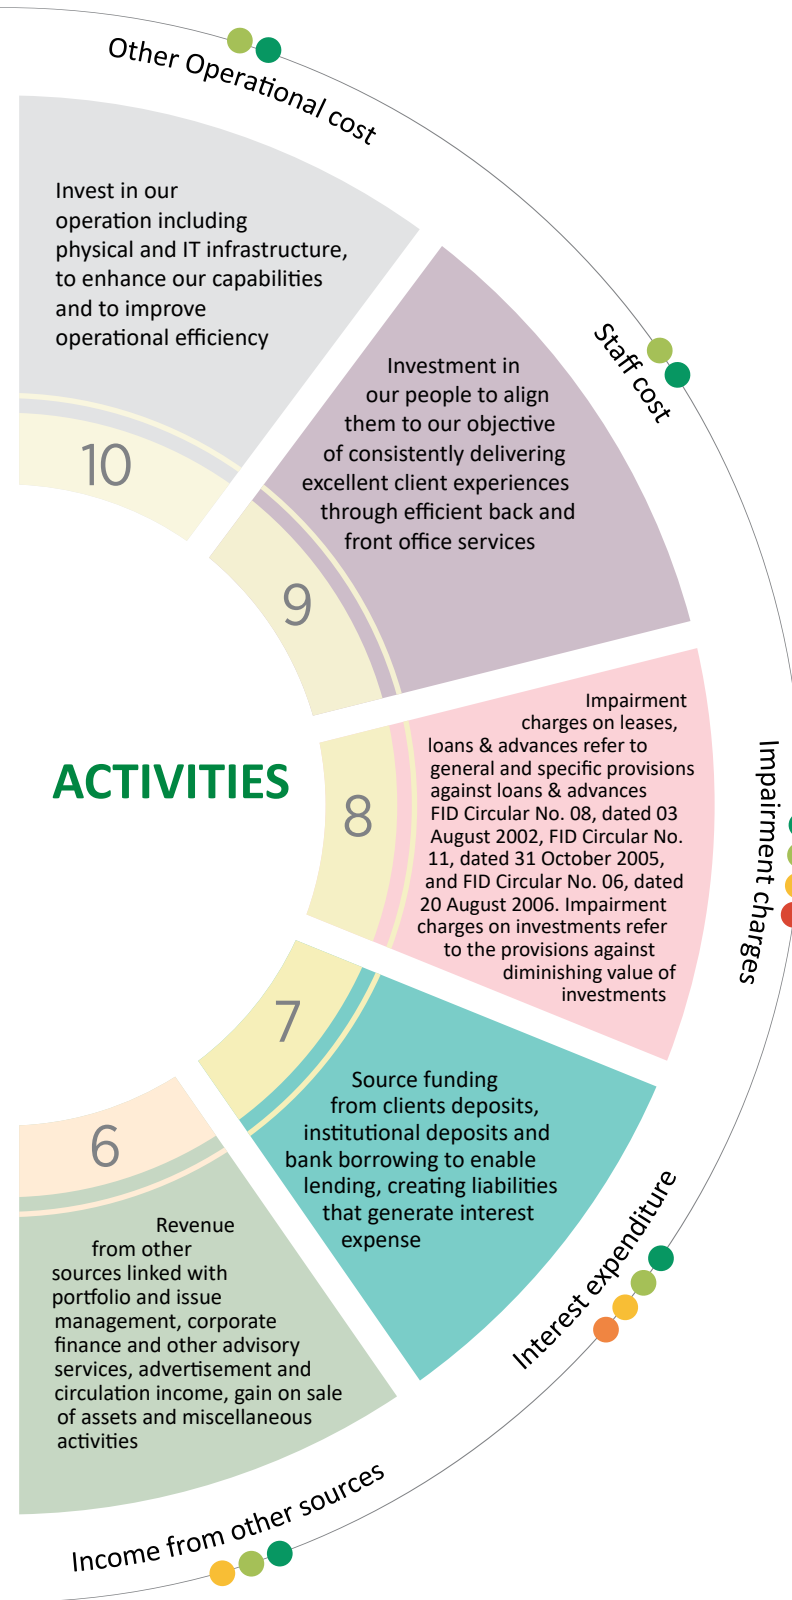 Other Operational cost
Invest in our
operation including
physical and IT infrastructure,
to enhance our capabilities
and to improve
operational efficiency
10
Staff cost
Investment in
our people to align
them to our objective
of consistently delivering
excellent client experiences
through efficient back and
front office services
9
ACTIVITIES
Impairment charges
Impairment
charges on leases,
loans & advances refer to
general and specific provisions
against loans & advances
FID Circular No. 08, dated 03
August 2002, FID Circular No.
11, dated 31 October 2005,
and FID Circular No. 06, dated
20 August 2006. Impairment
charges on investments refer
to the provisions against
diminishing value of
investments
8
7
Source funding
from clients deposits,
institutional deposits and
bank borrowing to enable
lending, creating liabilities
that generate interest
expense
Interest expenditure
6
Revenue
from other
sources linked with
portfolio and issue
management, corporate
finance and other advisory
services, advertisement and
circulation income, gain on sale
of assets and miscellaneous
activities
Income from other sources